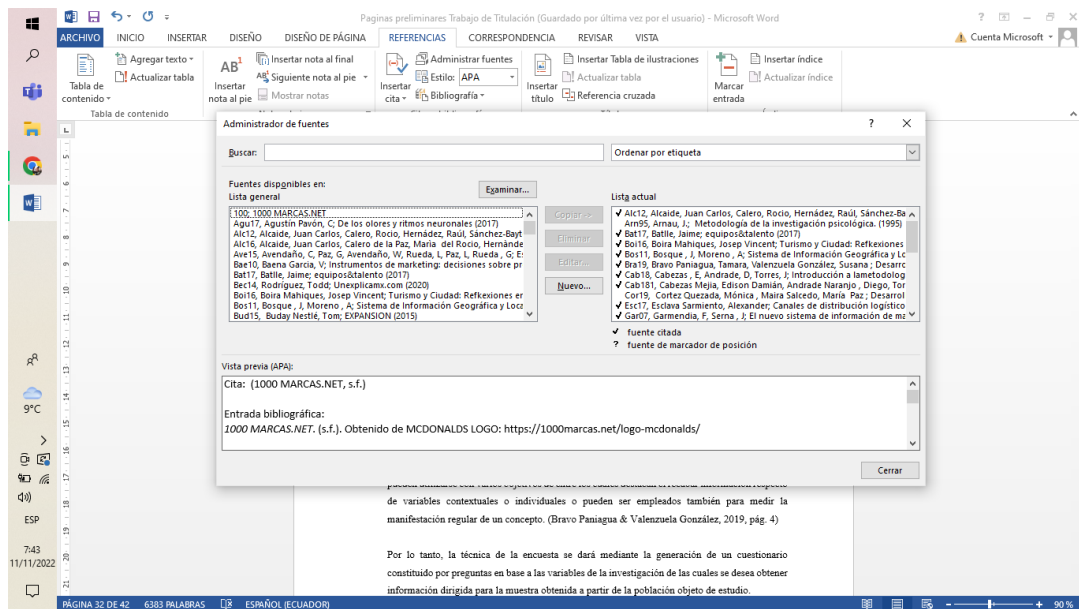 Paginas preliminares Trabajo de Titulación (Guardado por última vez por el usuario) - Microsoft Word
ARCHIVO INICIO INSERTAR DISEÑO DISEÑO DE PÁGINA REFERENCIAS CORRESPONDENCIA REVISAR VISTA Cuenta Microsoft
Tabla de contenido
Agregar texto
Actualizar tabla
Tabla de contenido
AB¹
Insertar nota al pie
Insertar nota al final
Siguiente nota al pie
Mostrar notas
Insertar cita
Administrar fuentes
Estilo: APA
Bibliografía
Insertar título
Insertar Tabla de ilustraciones
Actualizar tabla
Referencia cruzada
Marcar entrada
Insertar índice
Actualizar índice
Administrador de fuentes
Buscar:
Ordenar por etiqueta
Fuentes disponibles en:
Lista general
Examinar...
100; 1000 MARCAS.NET
Agu17, Agustín Pavón, C; De los olores y ritmos neuronales (2017)
Alc12, Alcaide, Juan Carlos, Calero, Rocio, Hernádez, Raúl, Sánchez-Bayt
Alc16, Alcaide, Juan Carlos, Calero de la Paz, María del Rocio, Hernánde
Ave15, Avendaño, C, Paz, G, Avendaño, W, Rueda, L, Paz, L, Rueda , G; Es
Bae10, Baena Garcia, V; Instrumentos de marketing: decisiones sobre pr
Bat17, Batlle, Jaime; equipos&talento (2017)
Bec14, Rodríguez, Todd; Unexplicamx.com (2020)
Boi16, Boira Mahiques, Josep Vincent; Turismo y Ciudad: Refkexiones er
Bos11, Bosque , J, Moreno , A; Sistema de Información Geográfica y Loca
Bud15, Buday Nestlé, Tom; EXPANSION (2015)
Copiar ->
Eliminar
Editar...
Nuevo...
Lista actual
Alc12, Alcaide, Juan Carlos, Calero, Rocio, Hernádez, Raúl, Sánchez-Ba
Arn95, Arnau, J.; Metodología de la investigación psicológica. (1995)
Bat17, Batlle, Jaime; equipos&talento (2017)
Boi16, Boira Mahiques, Josep Vincent; Turismo y Ciudad: Refkexiones
Bos11, Bosque , J, Moreno , A; Sistema de Información Geográfica y Lc
Bra19, Bravo Paniagua, Tamara, Valenzuela González, Susana ; Desarrc
Cab18, Cabezas , E, Andrade, D, Torres, J; Introducción a lametodolog
Cab181, Cabezas Mejia, Edison Damián, Andrade Naranjo , Diego, Tor
Cor19, Cortez Quezada, Mónica , Maira Salcedo, María Paz ; Desarrol
Esc17, Esclava Sarmiento, Alexander; Canales de distribución logístico
Gar07, Garmendia, F, Serna , J; El nuevo sistema de información de ma
fuente citada
? fuente de marcador de posición
Vista previa (APA):
Cita: (1000 MARCAS.NET, s.f.)
Entrada bibliográfica:
1000 MARCAS.NET. (s.f.). Obtenido de MCDONALDS LOGO: https://1000marcas.net/logo-mcdonalds/
Cerrar
de variables contextuales o individuales o pueden ser empleados también para medir la
manifestación regular de un concepto. (Bravo Paniagua & Valenzuela González, 2019, pág. 4)
Por lo tanto, la técnica de la encuesta se dará mediante la generación de un cuestionario
constituido por preguntas en base a las variables de la investigación de las cuales se desea obtener
información dirigida para la muestra obtenida a partir de la población objeto de estudio.
9°C
ESP
7:43
11/11/2022
PÁGINA 32 DE 42 6383 PALABRAS ESPAÑOL (ECUADOR) 90 %